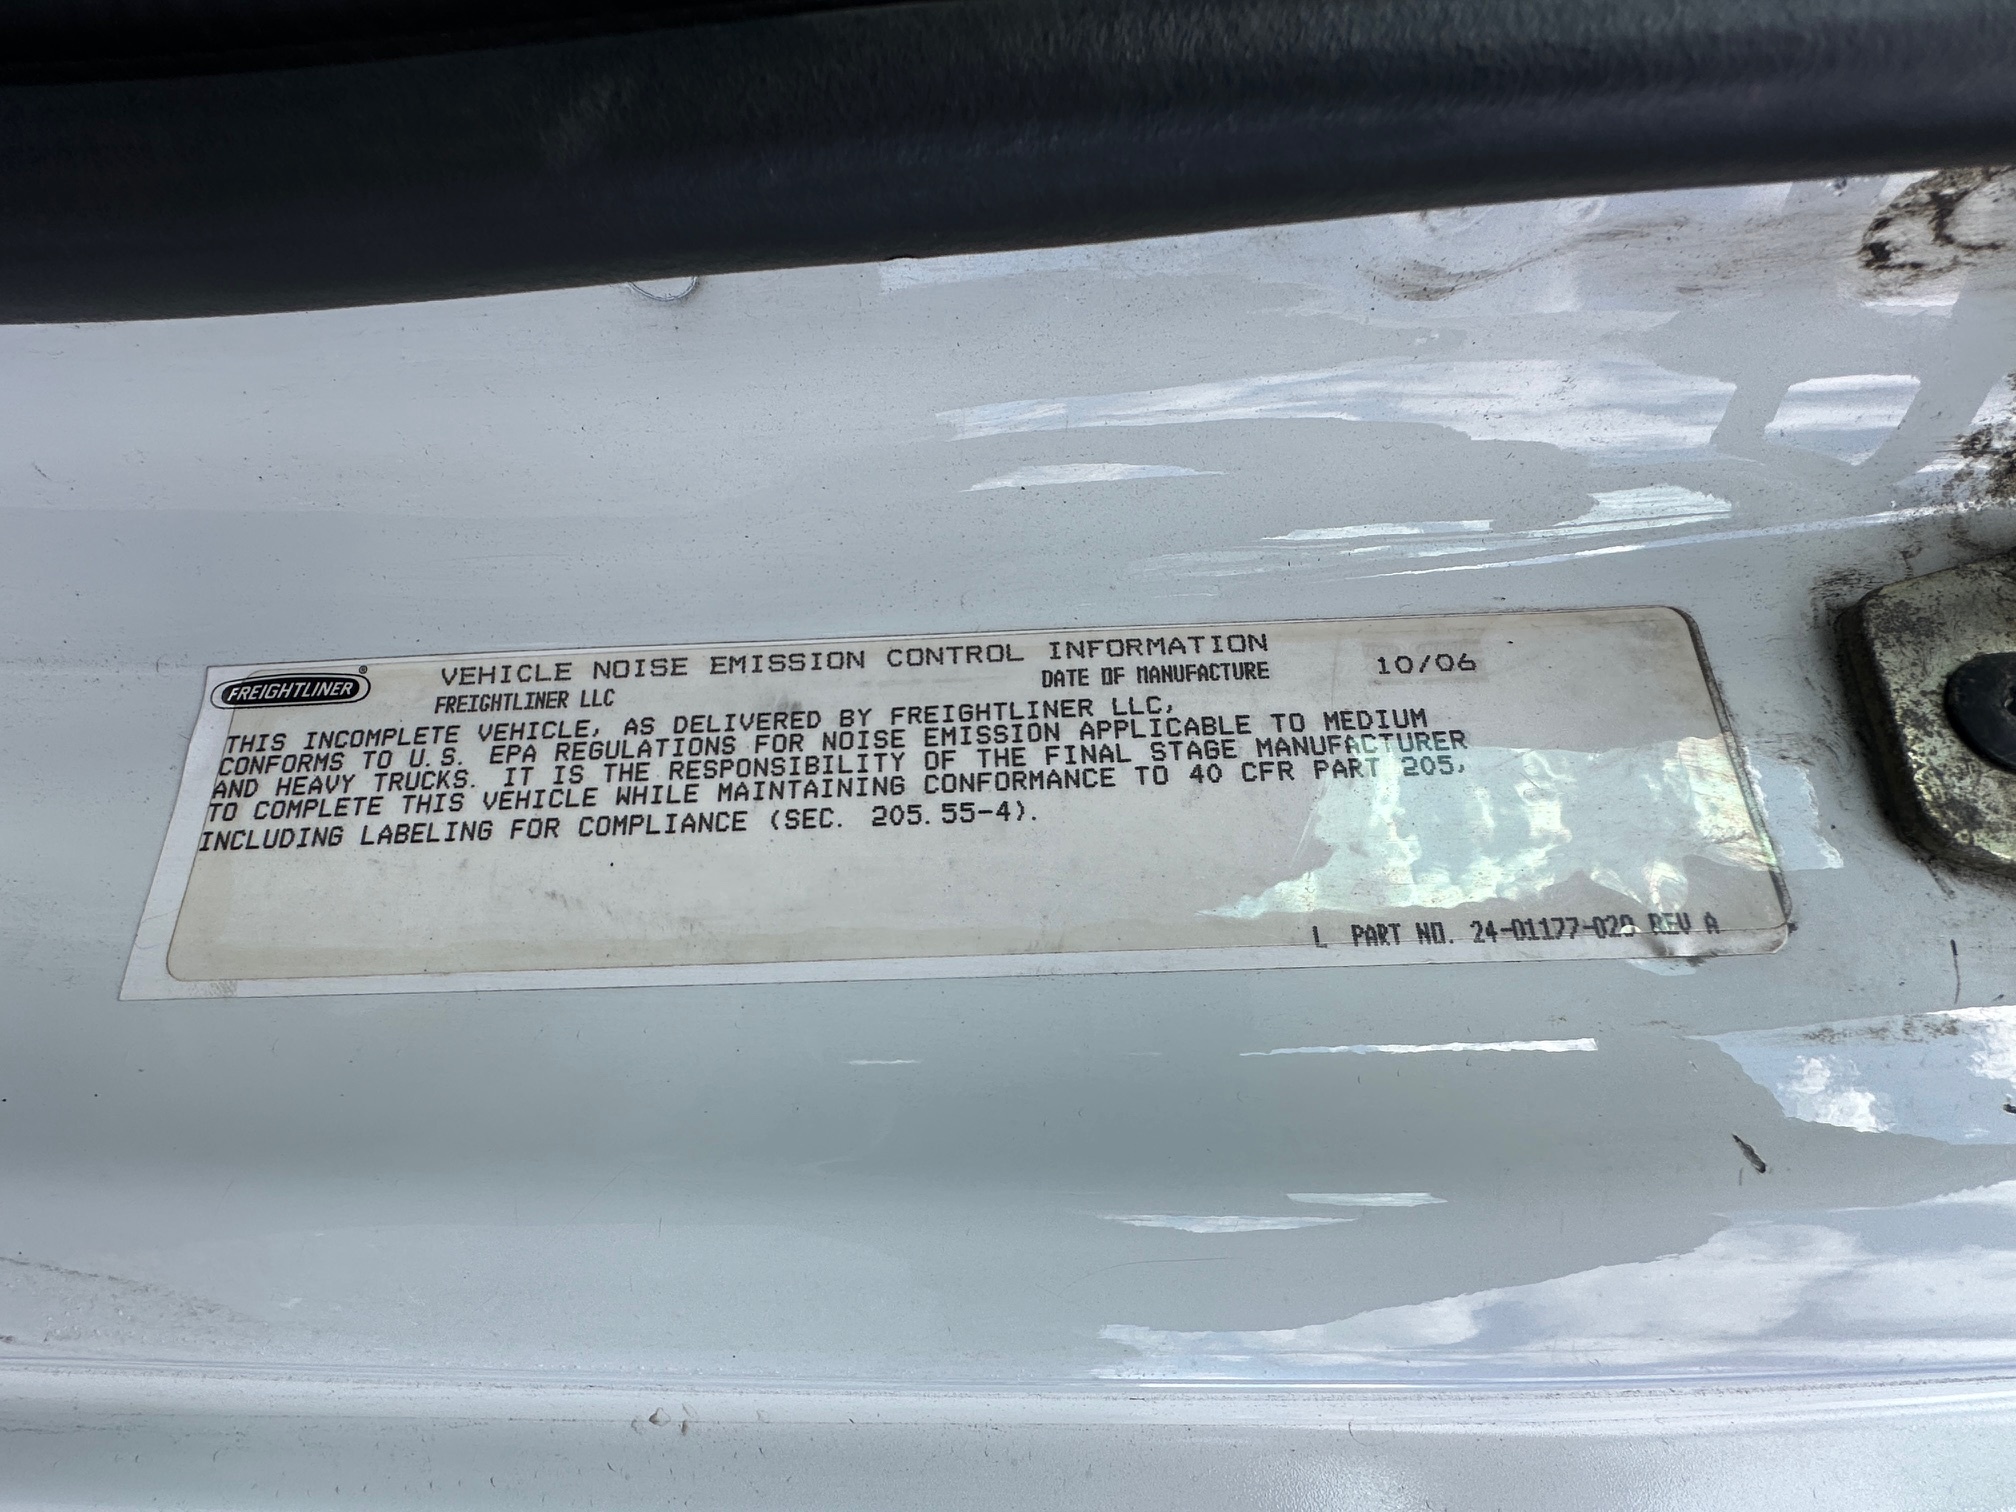 FREIGHTLINER ®
VEHICLE NOISE EMISSION CONTROL INFORMATION
FREIGHTLINER LLC
DATE OF MANUFACTURE 10/06
THIS INCOMPLETE VEHICLE, AS DELIVERED BY FREIGHTLINER LLC,
CONFORMS TO U.S. EPA REGULATIONS FOR NOISE EMISSION APPLICABLE TO MEDIUM
AND HEAVY TRUCKS. IT IS THE RESPONSIBILITY OF THE FINAL STAGE MANUFACTURER
TO COMPLETE THIS VEHICLE WHILE MAINTAINING CONFORMANCE TO 40 CFR PART 205,
INCLUDING LABELING FOR COMPLIANCE (SEC. 205.55-4).
L PART NO. 24-01177-020 REV A